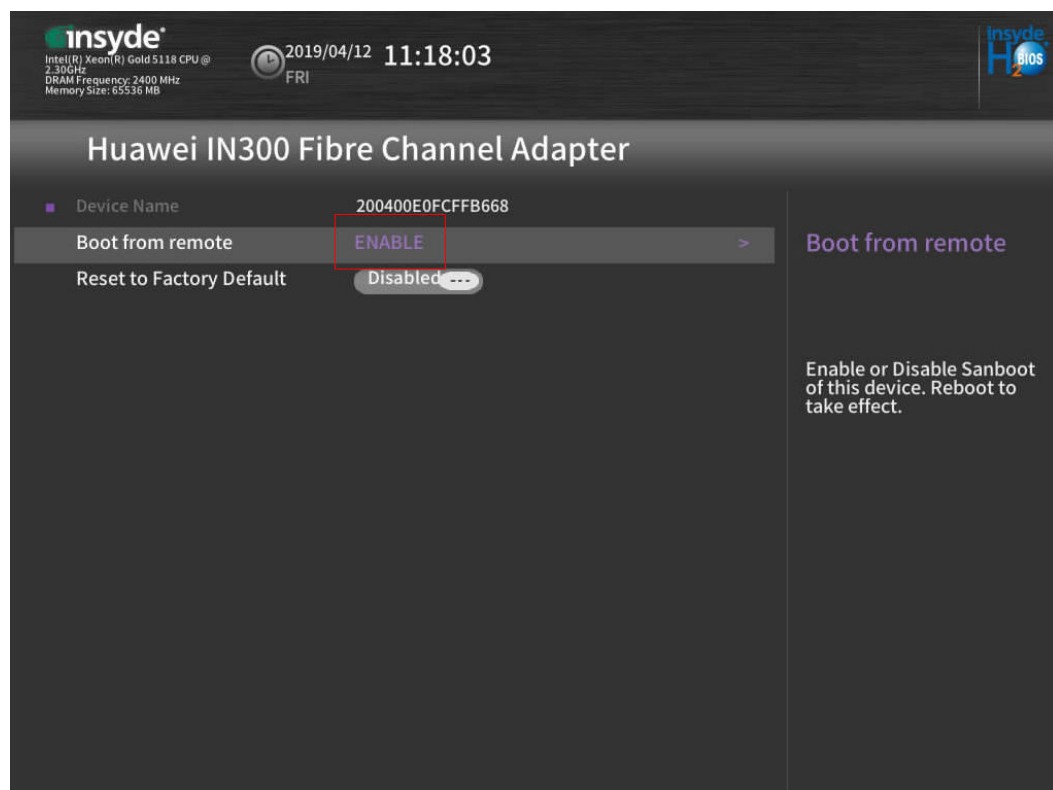 insyde
Intel(R) Xeon(R) Gold 5118 CPU @
2.30GHz
DRAM Frequency: 2400 MHz
Memory Size: 65536 MB
2019/04/12 11:18:03
FRI
insyde
H2BIOS
Huawei IN300 Fibre Channel Adapter
Device Name 200400E0FCFFB668
Boot from remote ENABLE >
Reset to Factory Default Disabled ---
Boot from remote
Enable or Disable Sanboot
of this device. Reboot to
take effect.